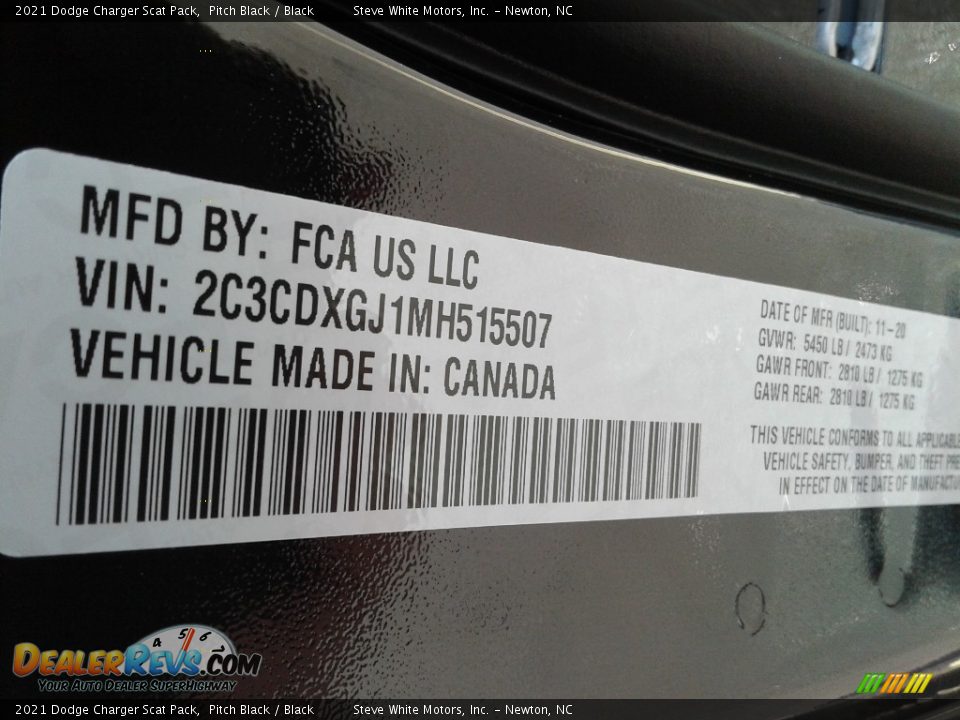 2021 Dodge Charger Scat Pack, Pitch Black / Black Steve White Motors, Inc. – Newton, NC
MFD BY: FCA US LLC
VIN: 2C3CDXGJ1MH515507
VEHICLE MADE IN: CANADA
DATE OF MFR (BUILT): 11-20
GVWR: 5450 LB / 2473 KG
GAWR FRONT: 2810 LB / 1275 KG
GAWR REAR: 2810 LB / 1275 KG
THIS VEHICLE CONFORMS TO ALL APPLICABLE
VEHICLE SAFETY, BUMPER, AND THEFT PRE
IN EFFECT ON THE DATE OF MANUFACTU
4 5 6
DEALERREVS.COM
YOUR AUTO DEALER SUPERHIGHWAY
2021 Dodge Charger Scat Pack, Pitch Black / Black Steve White Motors, Inc. – Newton, NC